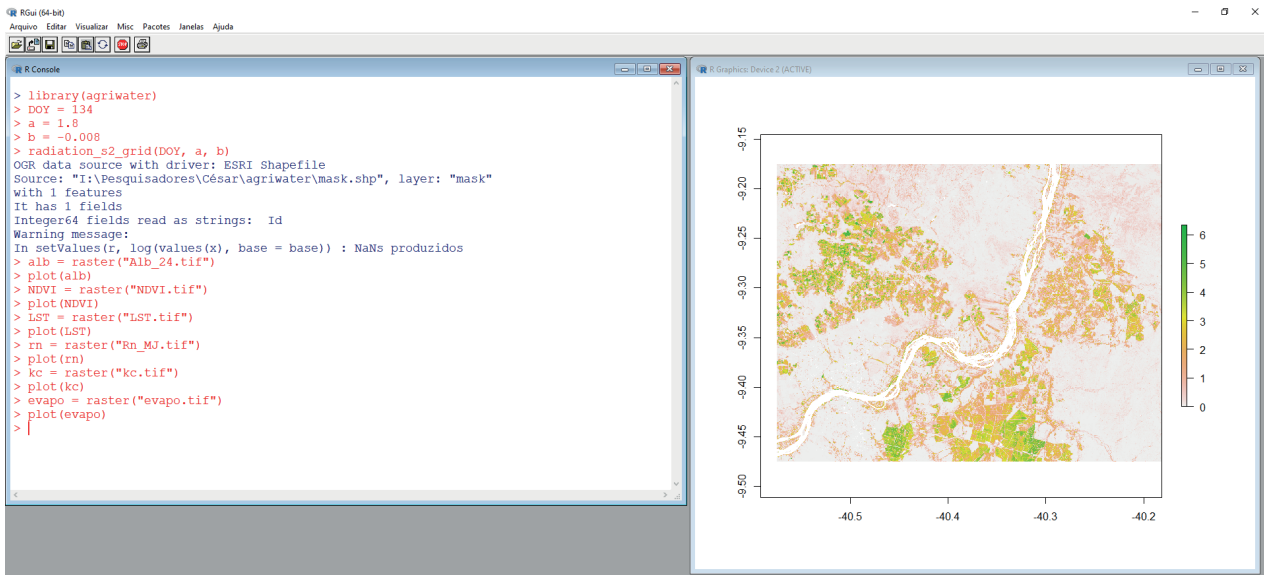 RGui (64-bit)
Arquivo Editar Visualizar Misc Pacotes Janelas Ajuda
STOP
R Console
> library(agriwater)
> DOY = 134
> a = 1.8
> b = -0.008
> radiation_s2_grid(DOY, a, b)
OGR data source with driver: ESRI Shapefile
Source: "I:\Pesquisadores\César\agriwater\mask.shp", layer: "mask"
with 1 features
It has 1 fields
Integer64 fields read as strings:  Id
Warning message:
In setValues(r, log(values(x), base = base)) : NaNs produzidos
> alb = raster("Alb_24.tif")
> plot(alb)
> NDVI = raster("NDVI.tif")
> plot(NDVI)
> LST = raster("LST.tif")
> plot(LST)
> rn = raster("Rn_MJ.tif")
> plot(rn)
> kc = raster("kc.tif")
> plot(kc)
> evapo = raster("evapo.tif")
> plot(evapo)
>
R Graphics: Device 2 (ACTIVE)
-9.15
-9.20
-9.25
-9.30
-9.35
-9.40
-9.45
-9.50
-40.5 -40.4 -40.3 -40.2
6
5
4
3
2
1
0